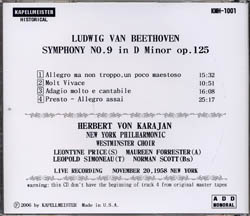 KAPELLMEISTER
HISTORICAL
KMH-1001
LUDWIG VAN BEETHOVEN
SYMPHONY NO.9 in D Minor op.125
1 Allegro ma non troppo,un poco maestoso 15:32
2 Molt Vivace 10:51
3 Adagio molto e cantabile 16:08
4 Presto - Allegro assai 25:17
HERBERT VON KARAJAN
NEW YORK PHILHARMONIC
WESTMINSTER CHOIR
LEONTYNE PRICE(S) MAUREEN FORRESTER(A)
LEOPOLD SIMONEAU(T) NORMAN SCOTT(Bs)
LIVE RECORDING NOVEMBER 20,1958 NEW YORK
warning:this CD don't have the beginning of track 4 from original master tapes
℗ 2006 by KAPELLMEISTER Made in U.S.A.
ADD
MONORAL